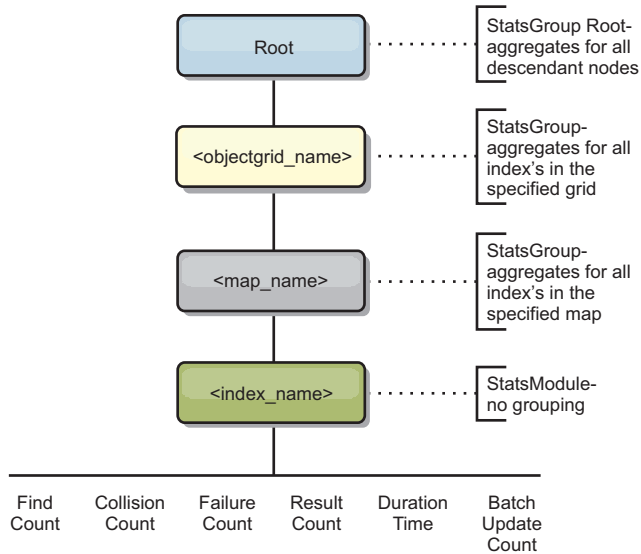 Root
StatsGroup Root-
aggregates for all
descendant nodes
<objectgrid_name>
StatsGroup-
aggregates for all
index's in the
specified grid
<map_name>
StatsGroup-
aggregates for all
index's in the
specified map
<index_name>
StatsModule-
no grouping
Find
Count
Collision
Count
Failure
Count
Result
Count
Duration
Time
Batch
Update
Count